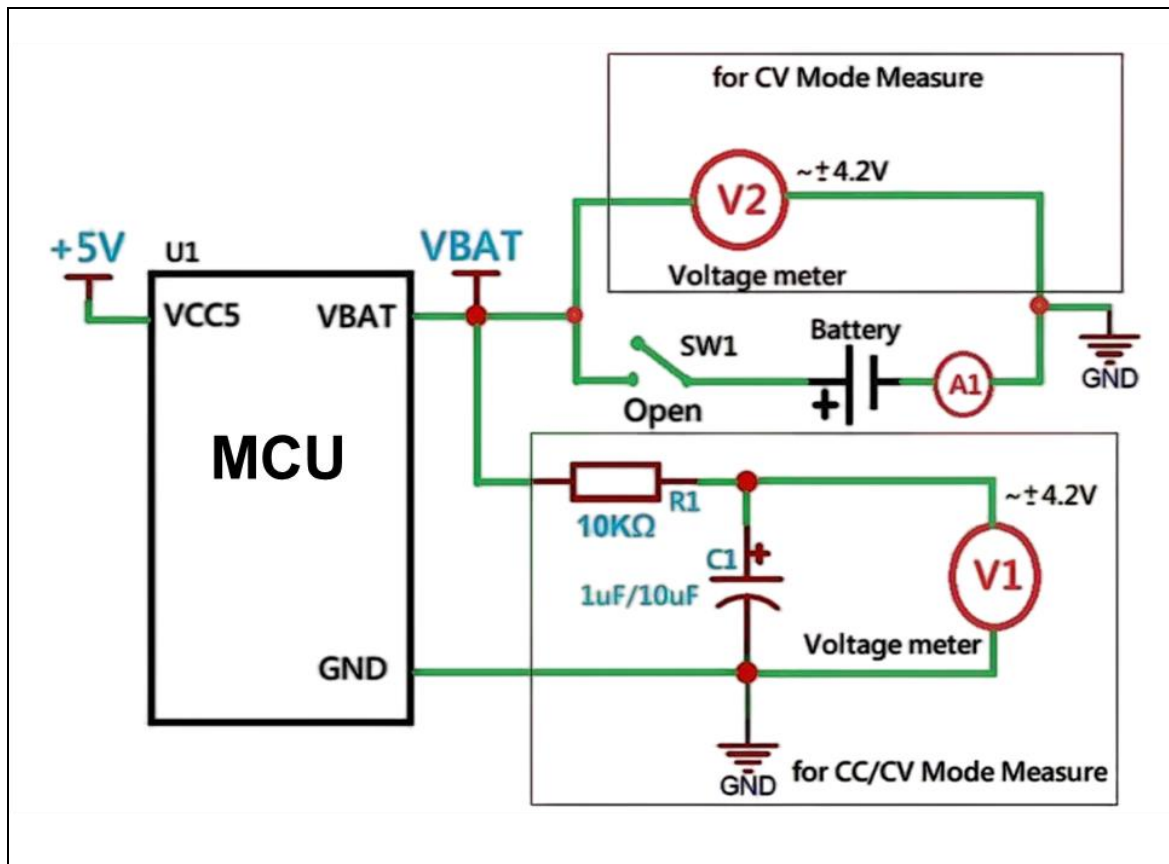 for CV Mode Measure
V2
~±4.2V
Voltage meter
+5V
U1
VBAT
VCC5
VBAT
SW1
Battery
+
Open
A1
GND
MCU
R1
10KΩ
~±4.2V
C1
+
1uF/10uF
V1
Voltage meter
GND
GND
for CC/CV Mode Measure